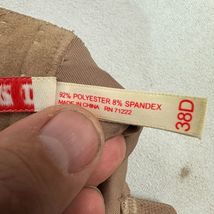 92% POLYESTER 8% SPANDEX
MADE IN CHINA RN 71222
38D